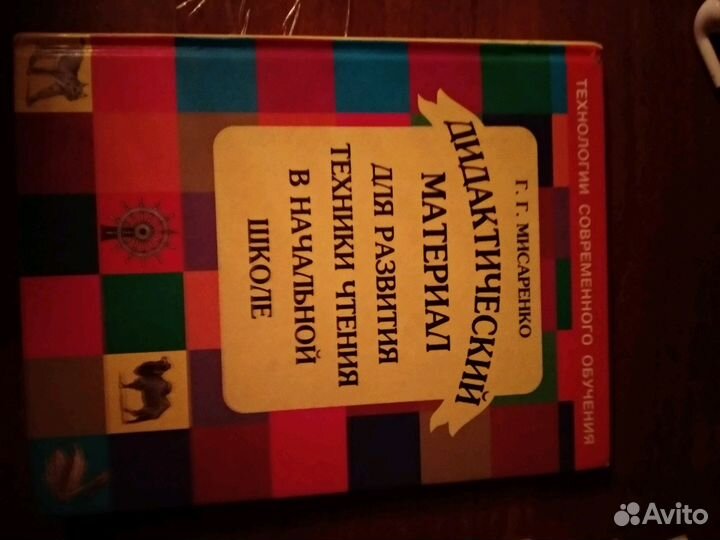 ТЕХНОЛОГИИ СОВРЕМЕННОГО ОБУЧЕНИЯ
Г. Г. МИСАРЕНКО
ДИДАКТИЧЕСКИЙ
МАТЕРИАЛ
ДЛЯ РАЗВИТИЯ
ТЕХНИКИ ЧТЕНИЯ
В НАЧАЛЬНОЙ
ШКОЛЕ
Avito